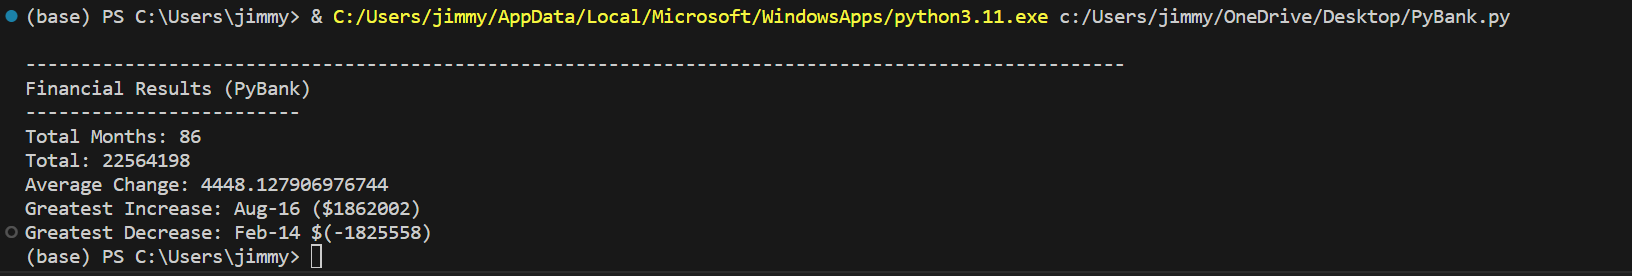 (base) PS C:\Users\jimmy> & C:/Users/jimmy/AppData/Local/Microsoft/WindowsApps/python3.11.exe c:/Users/jimmy/OneDrive/Desktop/PyBank.py
----------------------------------------------------------------------------------------------------
Financial Results (PyBank)
-------------------------
Total Months: 86
Total: 22564198
Average Change: 4448.127906976744
Greatest Increase: Aug-16 ($1862002)
Greatest Decrease: Feb-14 $(-1825558)
(base) PS C:\Users\jimmy>